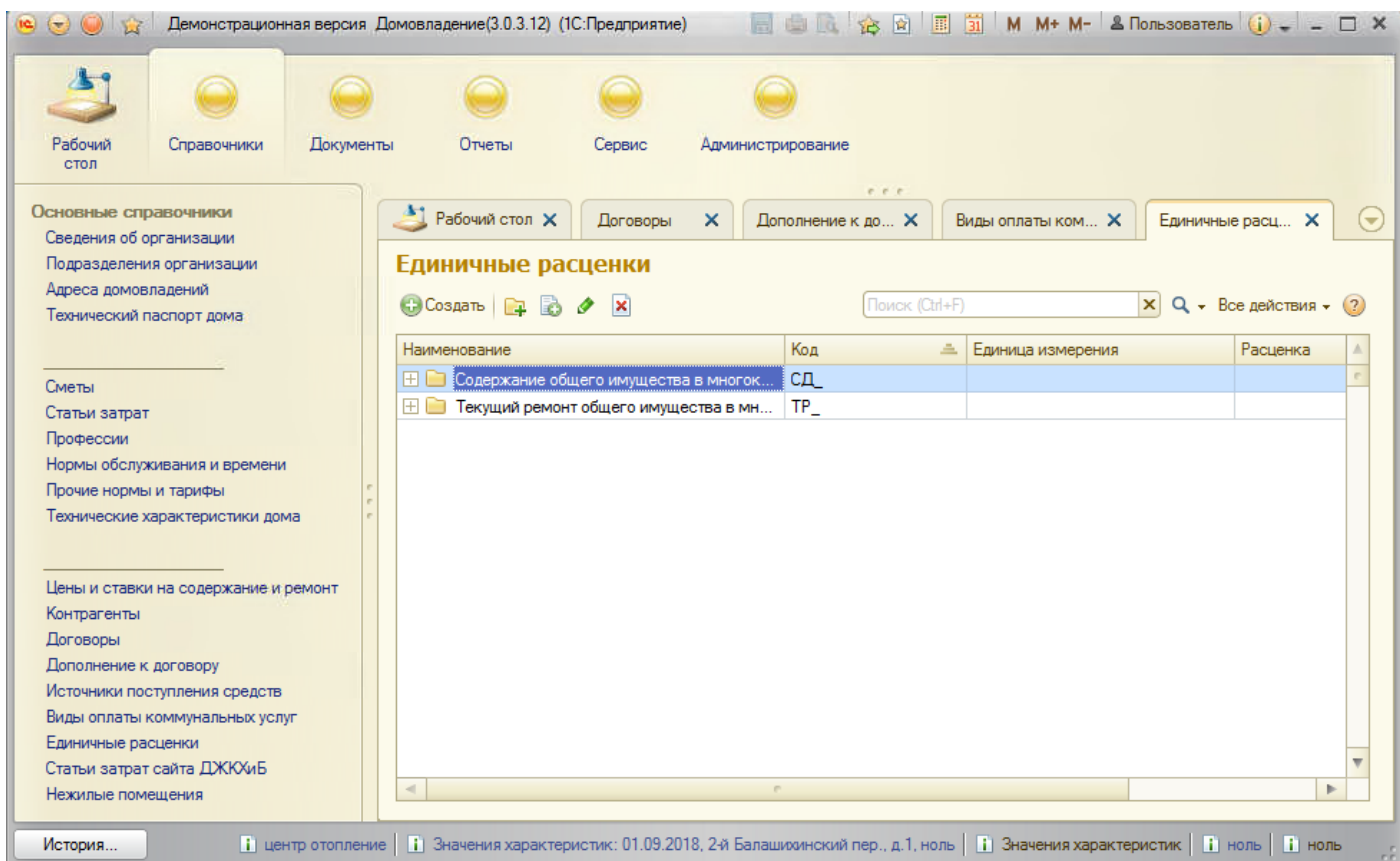 Демонстрационная версия Домовладение(3.0.3.12) (1С:Предприятие)
31 M M+ M- Пользователь
Рабочий стол
Справочники
Документы
Отчеты
Сервис
Администрирование
Основные справочники
Сведения об организации
Подразделения организации
Адреса домовладений
Технический паспорт дома
Сметы
Статьи затрат
Профессии
Нормы обслуживания и времени
Прочие нормы и тарифы
Технические характеристики дома
Цены и ставки на содержание и ремонт
Контрагенты
Договоры
Дополнение к договору
Источники поступления средств
Виды оплаты коммунальных услуг
Единичные расценки
Статьи затрат сайта ДЖКХиБ
Нежилые помещения
Рабочий стол
Договоры
Дополнение к до...
Виды оплаты ком...
Единичные расц...
Единичные расценки
Создать
Поиск (Ctrl+F)
Все действия
Наименование Код Единица измерения Расценка
Содержание общего имущества в многок... СД_
Текущий ремонт общего имущества в мн... ТР_
История...
центр отопление
Значения характеристик: 01.09.2018, 2-й Балашихинский пер., д.1, ноль
Значения характеристик
ноль
ноль